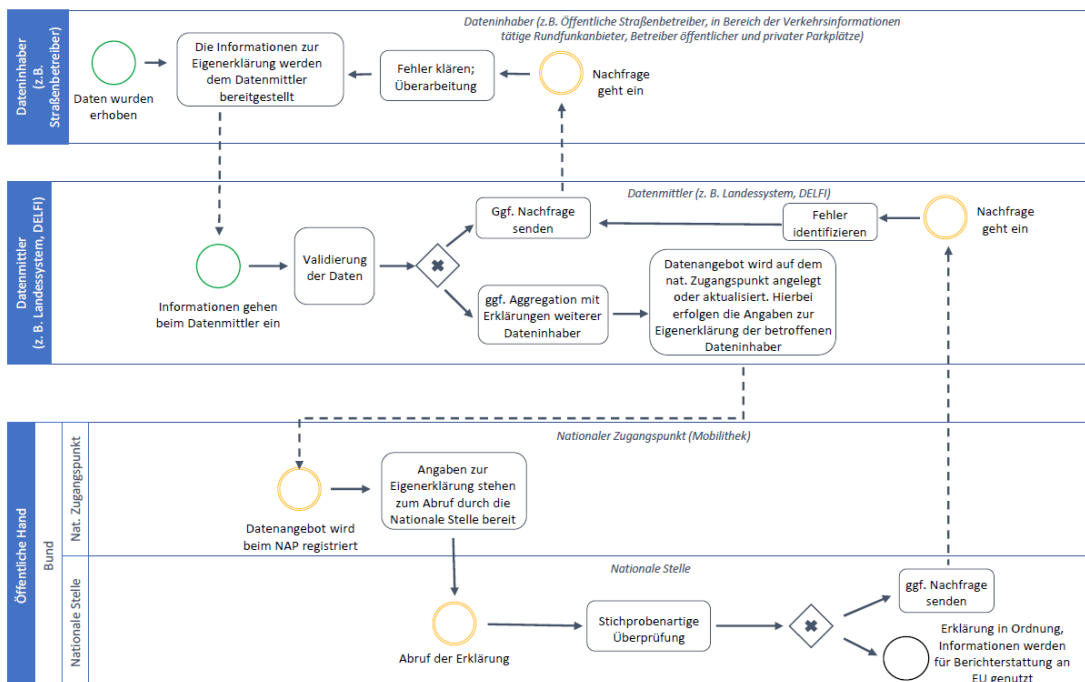 Dateninhaber
(z.B.
Straßenbetreiber)
Dateninhaber (z.B. Öffentliche Straßenbetreiber, in Bereich der Verkehrsinformationen
tätige Rundfunkanbieter, Betreiber öffentlicher und privater Parkplätze)
Daten wurden
erhoben
Die Informationen zur
Eigenerklärung werden
dem Datenmittler
bereitgestellt
Fehler klären;
Überarbeitung
Nachfrage
geht ein
Datenmittler
(z. B. Landessystem, DELFI)
Datenmittler (z. B. Landessystem, DELFI)
Informationen gehen
beim Datenmittler ein
Validierung
der Daten
Ggf. Nachfrage
senden
Fehler
identifizieren
Nachfrage
geht ein
ggf. Aggregation mit
Erklärungen weiterer
Dateninhaber
Datenangebot wird auf dem
nat. Zugangspunkt angelegt
oder aktualisiert. Hierbei
erfolgen die Angaben zur
Eigenerklärung der betroffenen
Dateninhaber
Öffentliche Hand
Bund
Nat. Zugangspunkt
Nationaler Zugangspunkt (Mobilithek)
Datenangebot wird
beim NAP registriert
Angaben zur
Eigenerklärung stehen
zum Abruf durch die
Nationale Stelle bereit
Nationale Stelle
Nationale Stelle
Abruf der Erklärung
Stichprobenartige
Überprüfung
ggf. Nachfrage
senden
Erklärung in Ordnung,
Informationen werden
für Berichterstattung an
EU genutzt